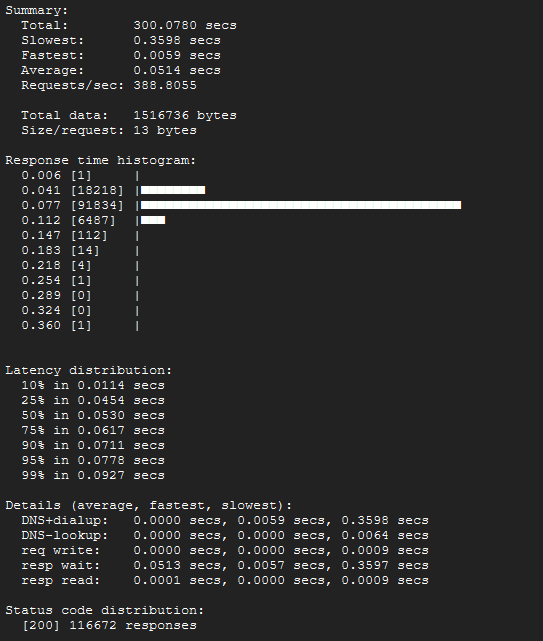 Summary:
  Total:        300.0780 secs
  Slowest:      0.3598 secs
  Fastest:      0.0059 secs
  Average:      0.0514 secs
  Requests/sec: 388.8055

  Total data:   1516736 bytes
  Size/request: 13 bytes

Response time histogram:
  0.006 [1]     |
  0.041 [18218] |■■■■■■■■
  0.077 [91834] |■■■■■■■■■■■■■■■■■■■■■■■■■■■■■■■■■■■■■■■■
  0.112 [6487]  |■■■
  0.147 [112]   |
  0.183 [14]    |
  0.218 [4]     |
  0.254 [1]     |
  0.289 [0]     |
  0.324 [0]     |
  0.360 [1]     |

Latency distribution:
  10% in 0.0114 secs
  25% in 0.0454 secs
  50% in 0.0530 secs
  75% in 0.0617 secs
  90% in 0.0711 secs
  95% in 0.0778 secs
  99% in 0.0927 secs

Details (average, fastest, slowest):
  DNS+dialup:   0.0000 secs, 0.0059 secs, 0.3598 secs
  DNS-lookup:   0.0000 secs, 0.0000 secs, 0.0064 secs
  req write:    0.0000 secs, 0.0000 secs, 0.0009 secs
  resp wait:    0.0513 secs, 0.0057 secs, 0.3597 secs
  resp read:    0.0001 secs, 0.0000 secs, 0.0009 secs

Status code distribution:
  [200] 116672 responses